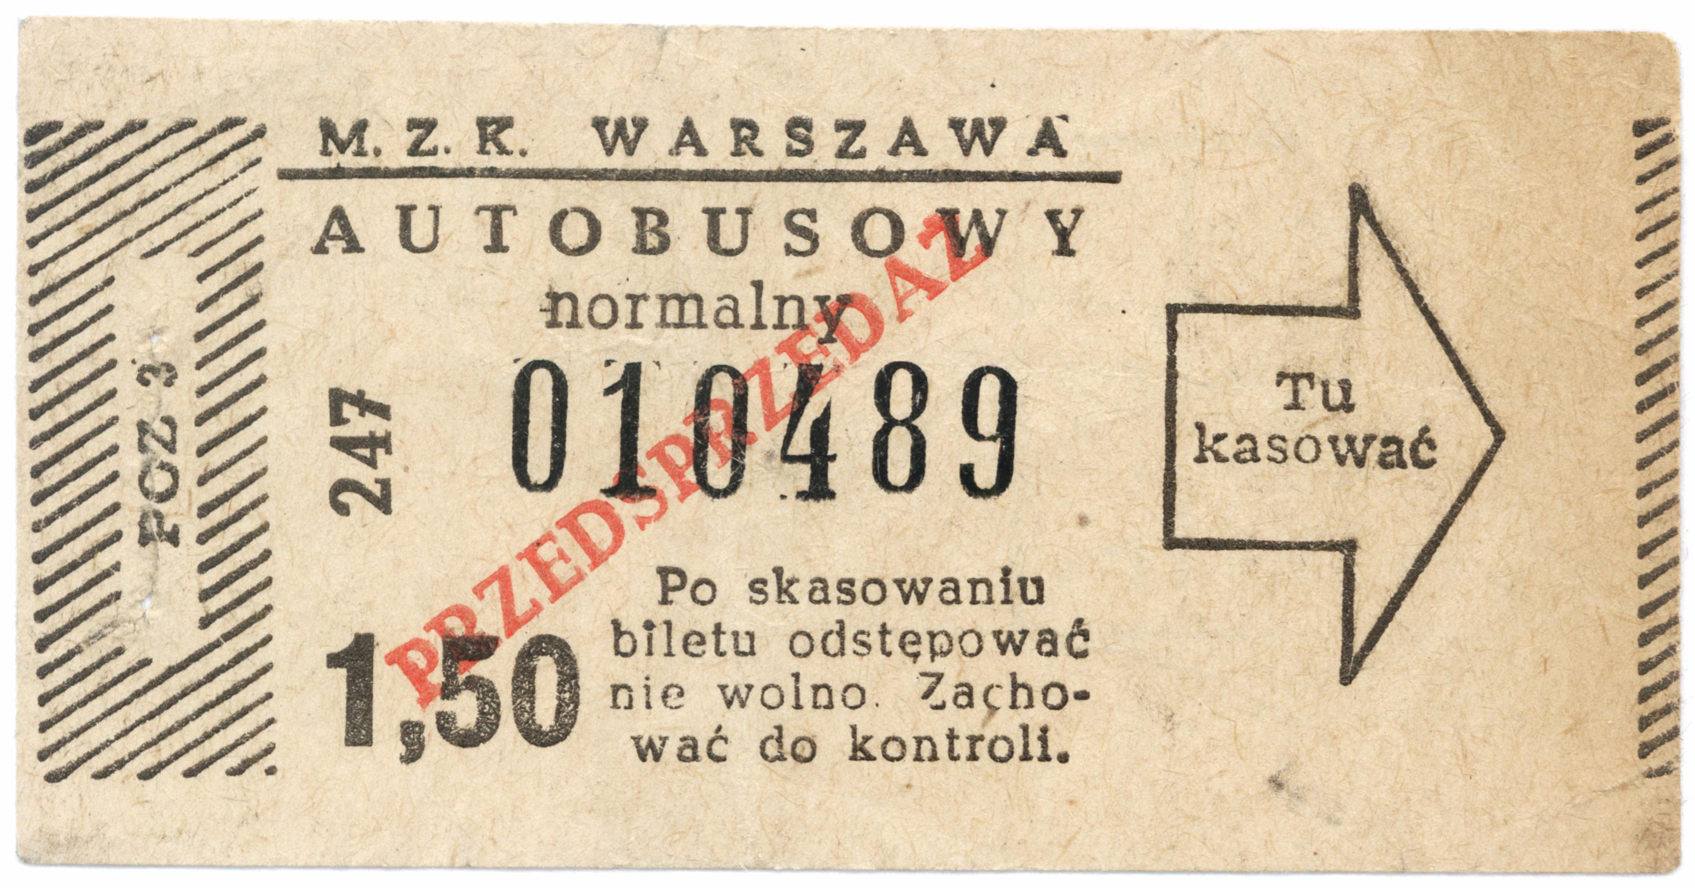 M. Z. K. WARSZAWA
AUTOBUSOWY
normalny
247
010489
PRZEDSPRZEDAŻ
1,50
Po skasowaniu
biletu odstępować
nie wolno. Zacho-
wać do kontroli.
Tu
kasować
PGZ 3